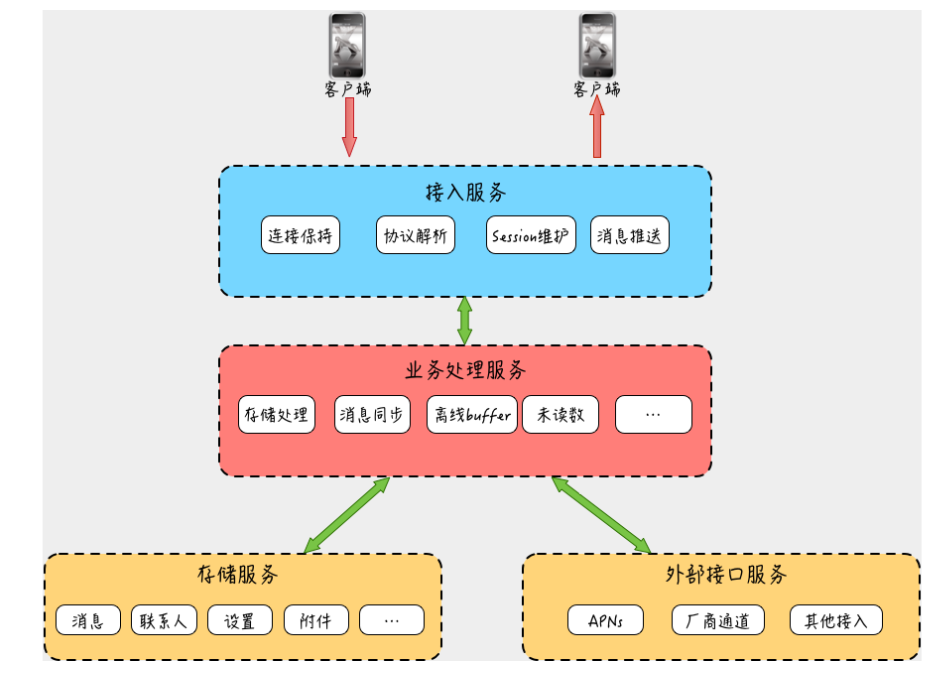 客户端 客户端
接入服务
连接保持 协议解析 Session维护 消息推送
业务处理服务
存储处理 消息同步 离线buffer 未读数 …
存储服务 外部接口服务
消息 联系人 设置 附件 … APNs 厂商通道 其他接入